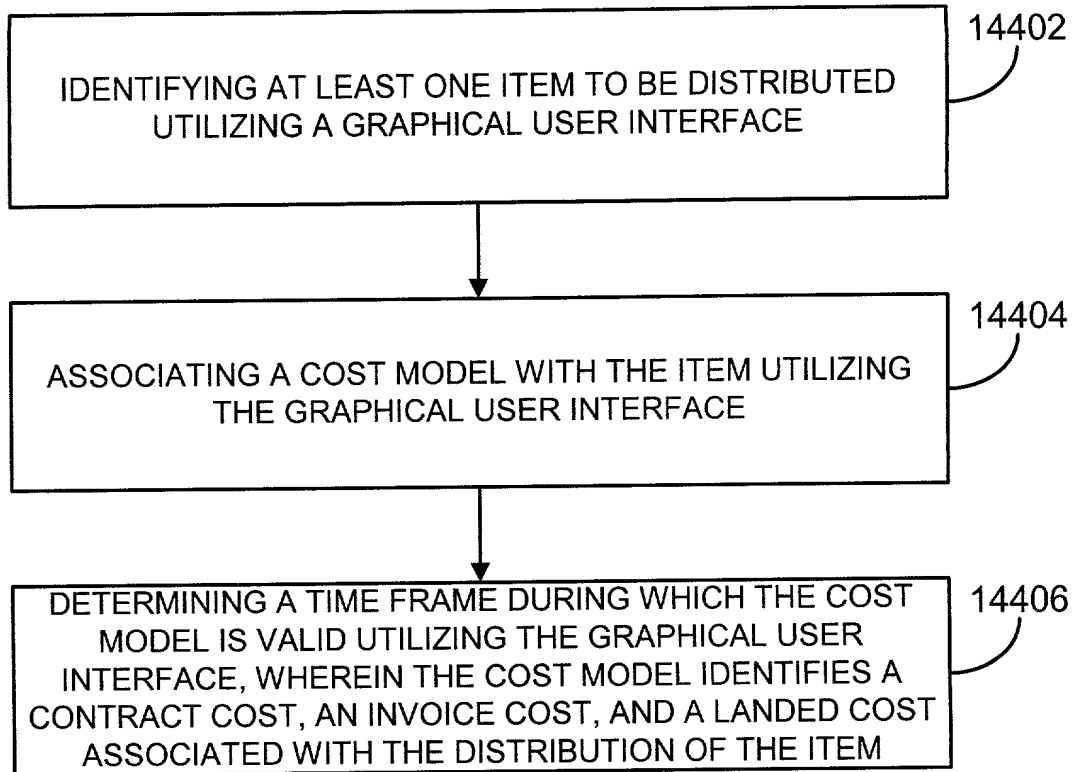 14402
IDENTIFYING AT LEAST ONE ITEM TO BE DISTRIBUTED
UTILIZING A GRAPHICAL USER INTERFACE
14404
ASSOCIATING A COST MODEL WITH THE ITEM UTILIZING
THE GRAPHICAL USER INTERFACE
14406
DETERMINING A TIME FRAME DURING WHICH THE COST
MODEL IS VALID UTILIZING THE GRAPHICAL USER
INTERFACE, WHEREIN THE COST MODEL IDENTIFIES A
CONTRACT COST, AN INVOICE COST, AND A LANDED COST
ASSOCIATED WITH THE DISTRIBUTION OF THE ITEM